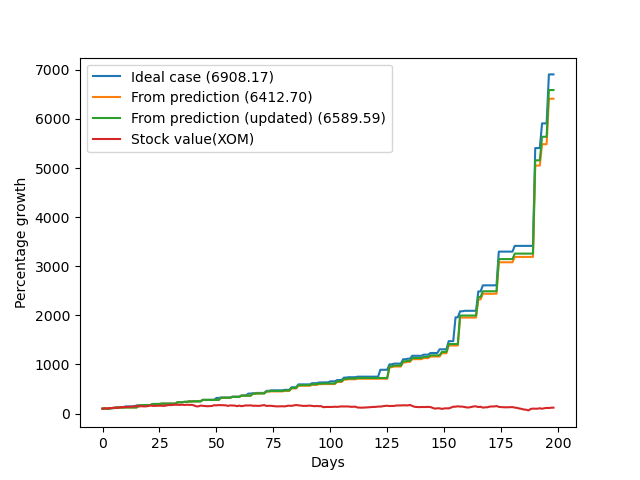 Ideal case (6908.17)
From prediction (6412.70)
From prediction (updated) (6589.59)
Stock value(XOM)
Percentage growth
7000
6000
5000
4000
3000
2000
1000
0
0 25 50 75 100 125 150 175 200
Days